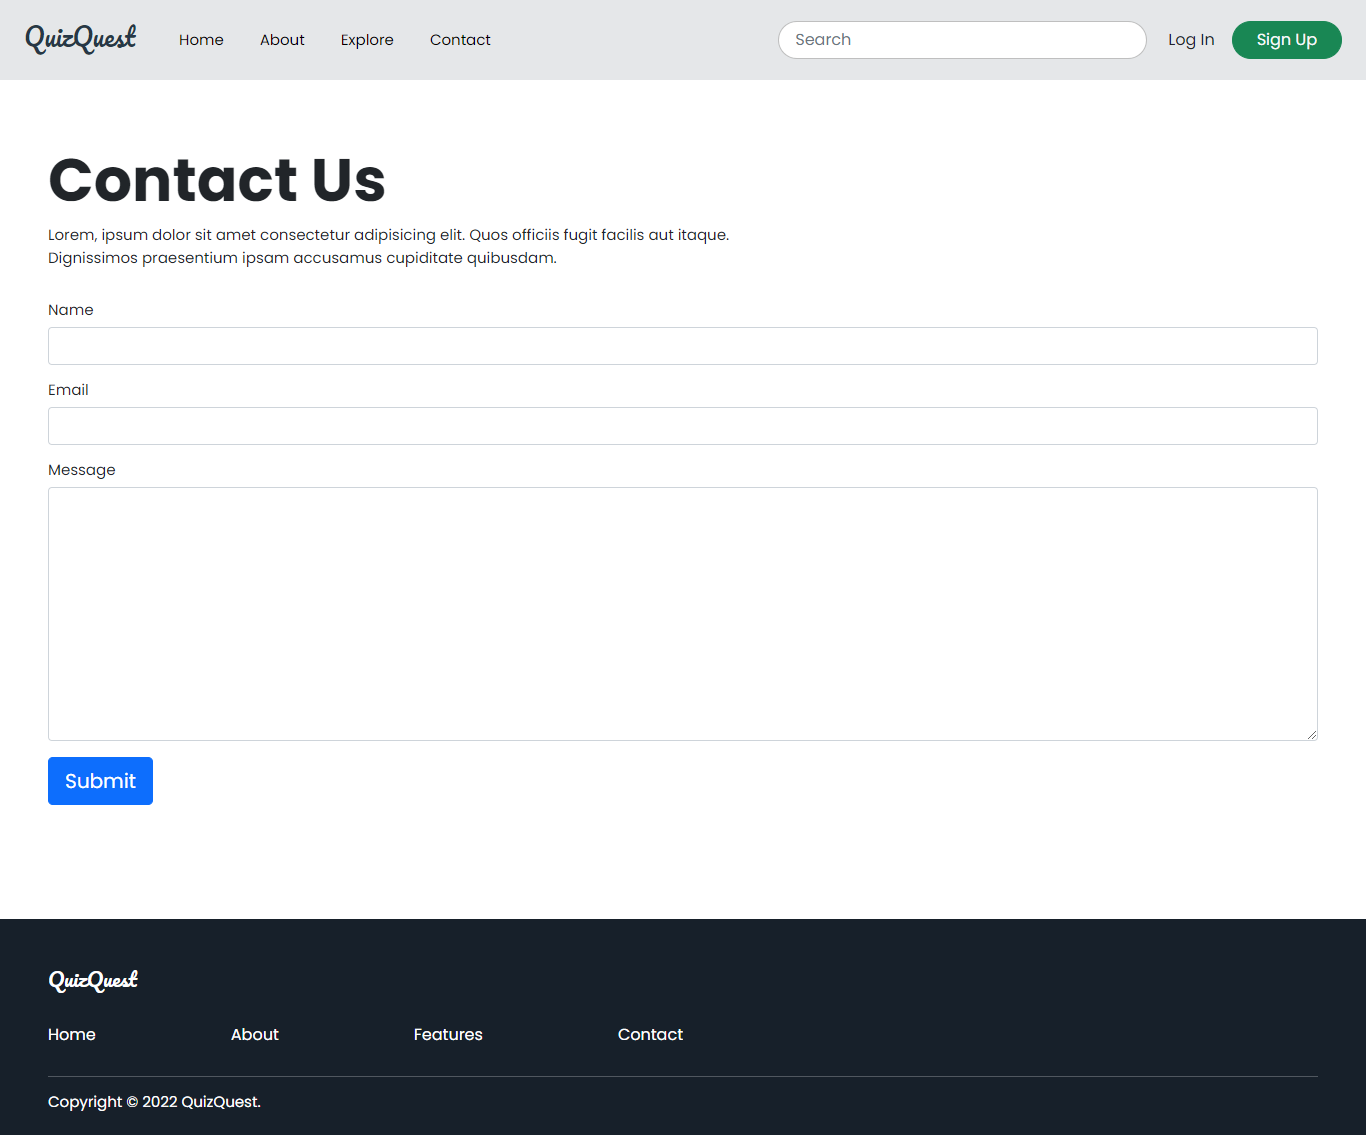 QuizQuest Home About Explore Contact Search Log In Sign Up
Contact Us
Lorem, ipsum dolor sit amet consectetur adipisicing elit. Quos officiis fugit facilis aut itaque.
Dignissimos praesentium ipsam accusamus cupiditate quibusdam.
Name
Email
Message
Submit
QuizQuest
Home About Features Contact
Copyright © 2022 QuizQuest.